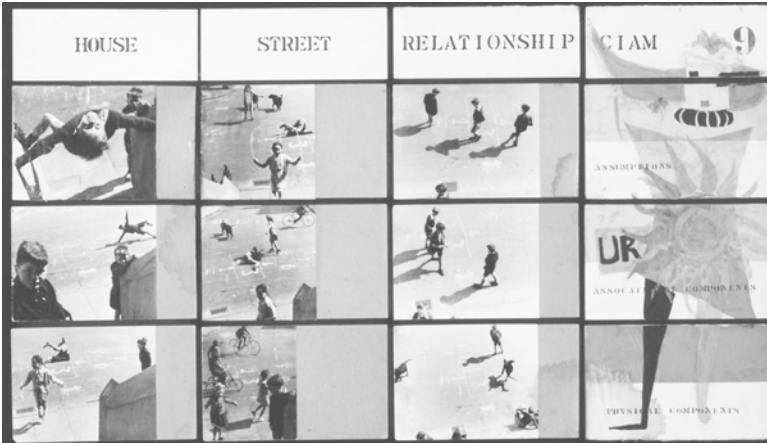 HOUSE STREET RELATIONSHIP CIAM 9
ASSUMPTIONS
UR
COMPONENTS
PHYSICAL COMPONENTS